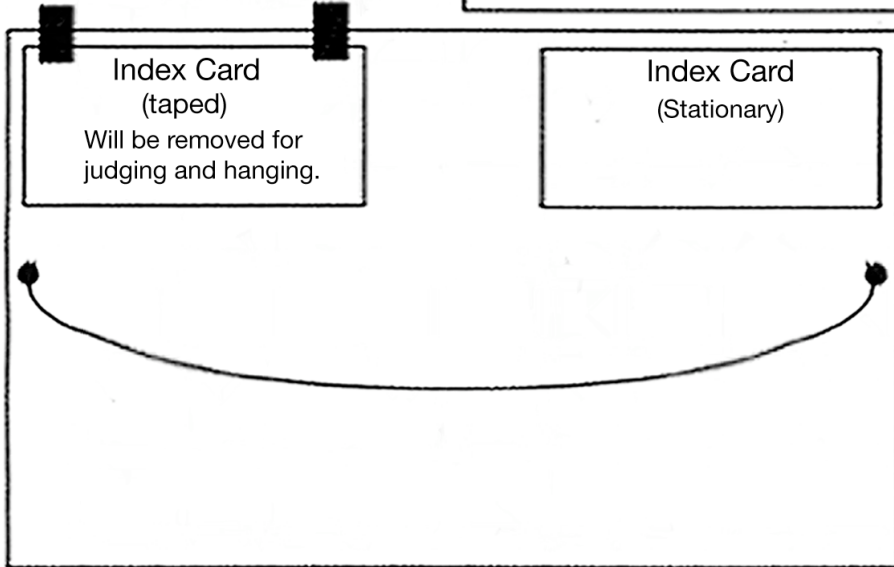 Index Card
(taped)
Will be removed for
judging and hanging.
Index Card
(Stationary)